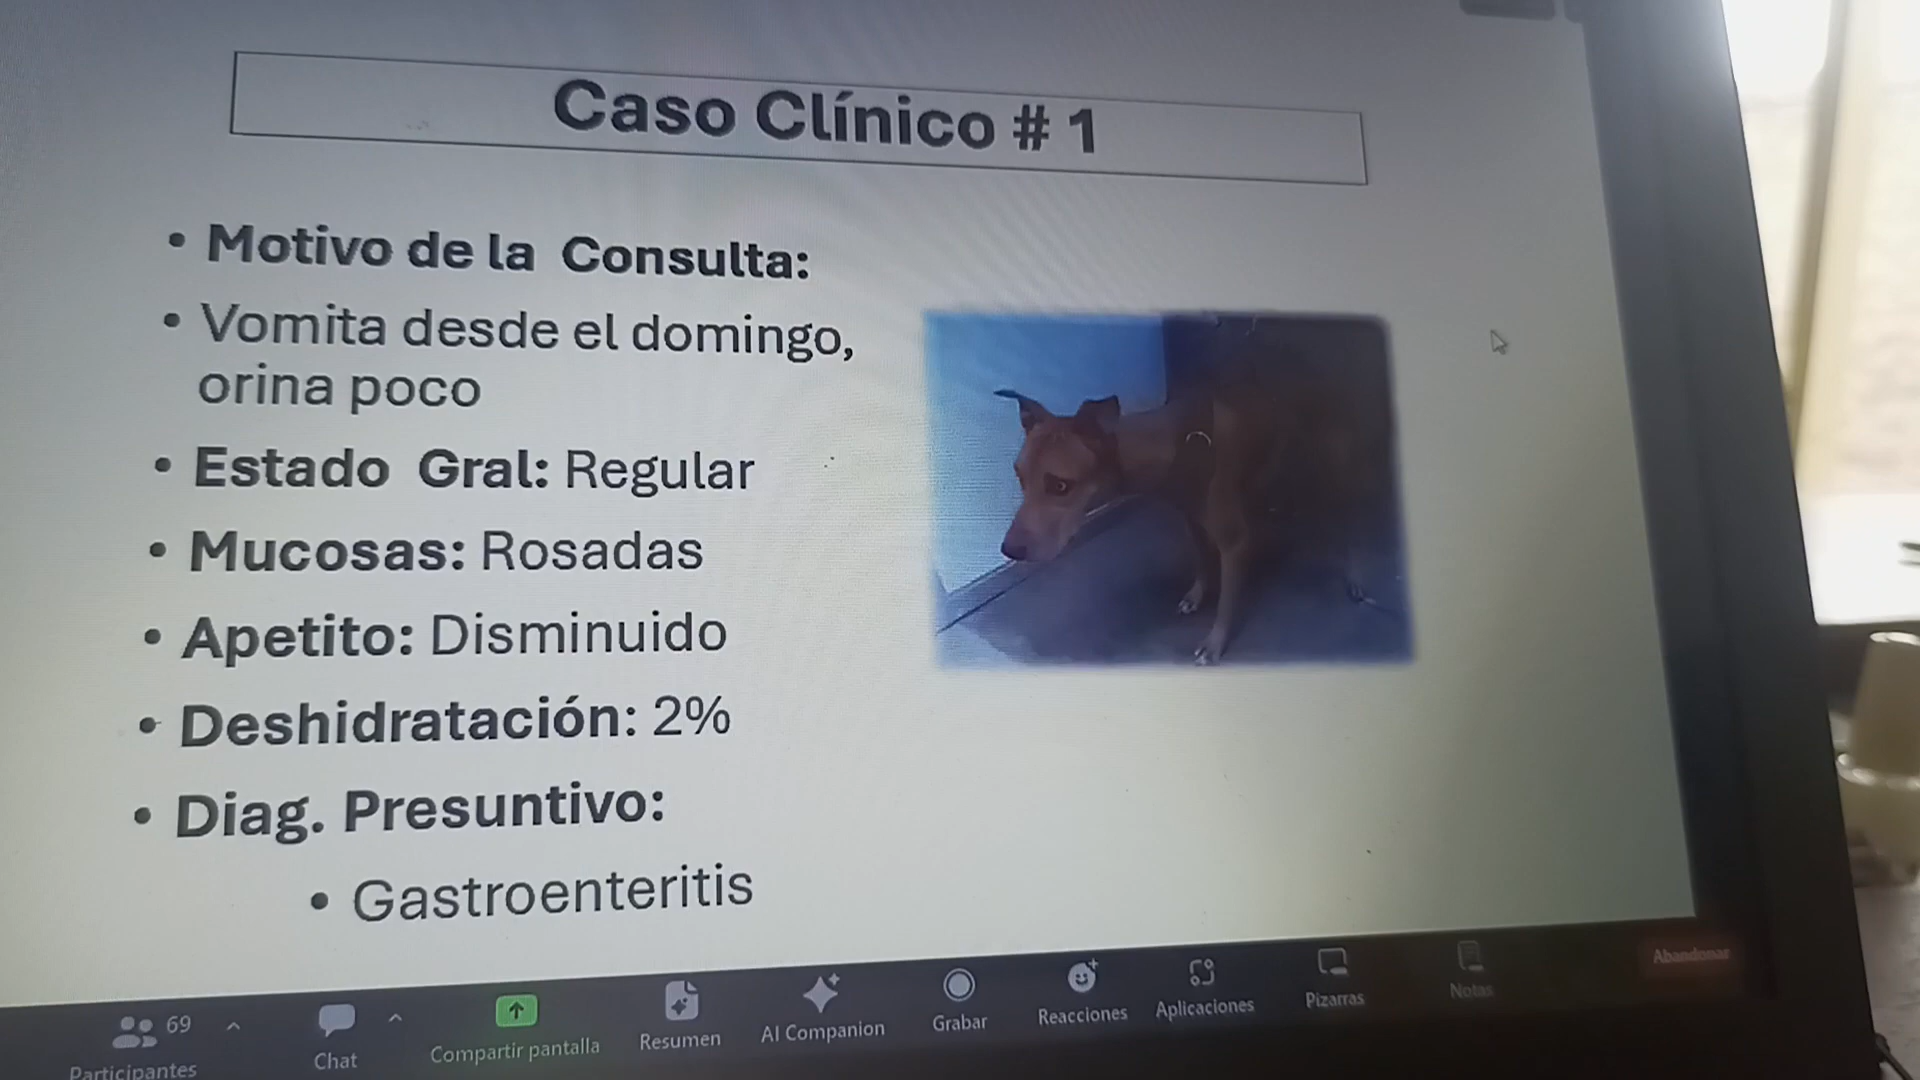 Caso Clínico # 1
• Motivo de la Consulta:
• Vomita desde el domingo,
orina poco
• Estado Gral: Regular
• Mucosas: Rosadas
• Apetito: Disminuido
• Deshidratación: 2%
• Diag. Presuntivo:
• Gastroenteritis
69
Participantes
Chat
Compartir pantalla
Resumen
AI Companion
Grabar
Reacciones
Aplicaciones
Pizarras
Notas
Abandonar